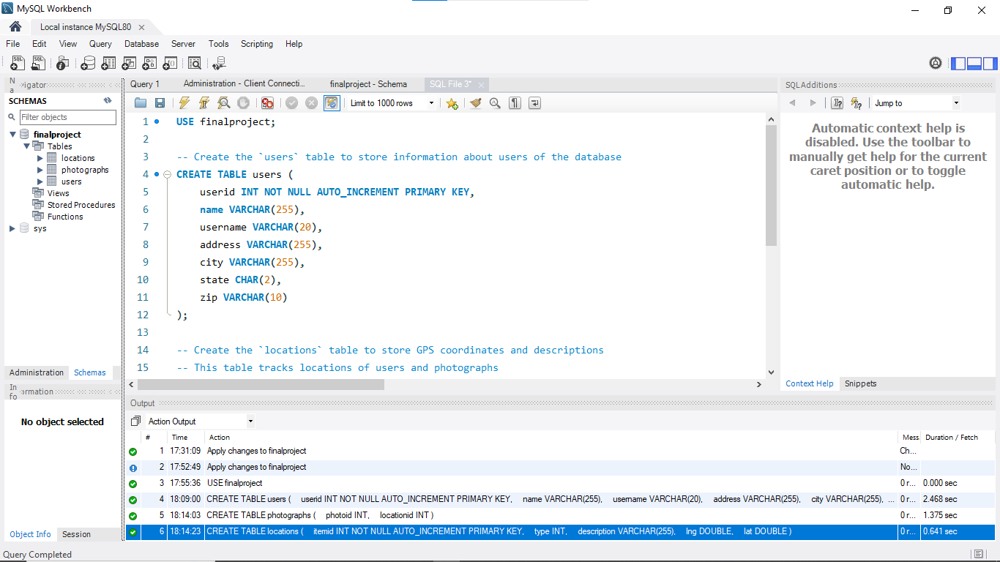 MySQL Workbench
Local instance MySQL80
File Edit View Query Database Server Tools Scripting Help
Na vigator
SCHEMAS
Filter objects
finalproject
Tables
locations
photographs
users
Views
Stored Procedures
Functions
sys
Administration Schemas
Info ormation
No object selected
Object Info Session
Query 1 Administration - Client Connecti... finalproject - Schema SQL File 3*
Limit to 1000 rows
1 USE finalproject;
2
3 -- Create the `users` table to store information about users of the database
4 CREATE TABLE users (
5 userid INT NOT NULL AUTO_INCREMENT PRIMARY KEY,
6 name VARCHAR(255),
7 username VARCHAR(20),
8 address VARCHAR(255),
9 city VARCHAR(255),
10 state CHAR(2),
11 zip VARCHAR(10)
12 );
13
14 -- Create the `locations` table to store GPS coordinates and descriptions
15 -- This table tracks locations of users and photographs
SQLAdditions
Jump to
Automatic context help is
disabled. Use the toolbar to
manually get help for the current
caret position or to toggle
automatic help.
Context Help Snippets
Output
Action Output
# Time Action Mess Duration / Fetch
1 17:31:09 Apply changes to finalproject Ch...
2 17:52:49 Apply changes to finalproject No...
3 17:55:36 USE finalproject 0 r... 0.000 sec
4 18:09:00 CREATE TABLE users ( userid INT NOT NULL AUTO_INCREMENT PRIMARY KEY, name VARCHAR(255), username VARCHAR(20), address VARCHAR(255), city VARCHAR(255), ... 0 r... 2.468 sec
5 18:14:03 CREATE TABLE photographs ( photoid INT, locationid INT ) 0 r... 1.375 sec
6 18:14:23 CREATE TABLE locations ( itemid INT NOT NULL AUTO_INCREMENT PRIMARY KEY, type INT, description VARCHAR(255), lng DOUBLE, lat DOUBLE ) 0 r... 0.641 sec
Query Completed